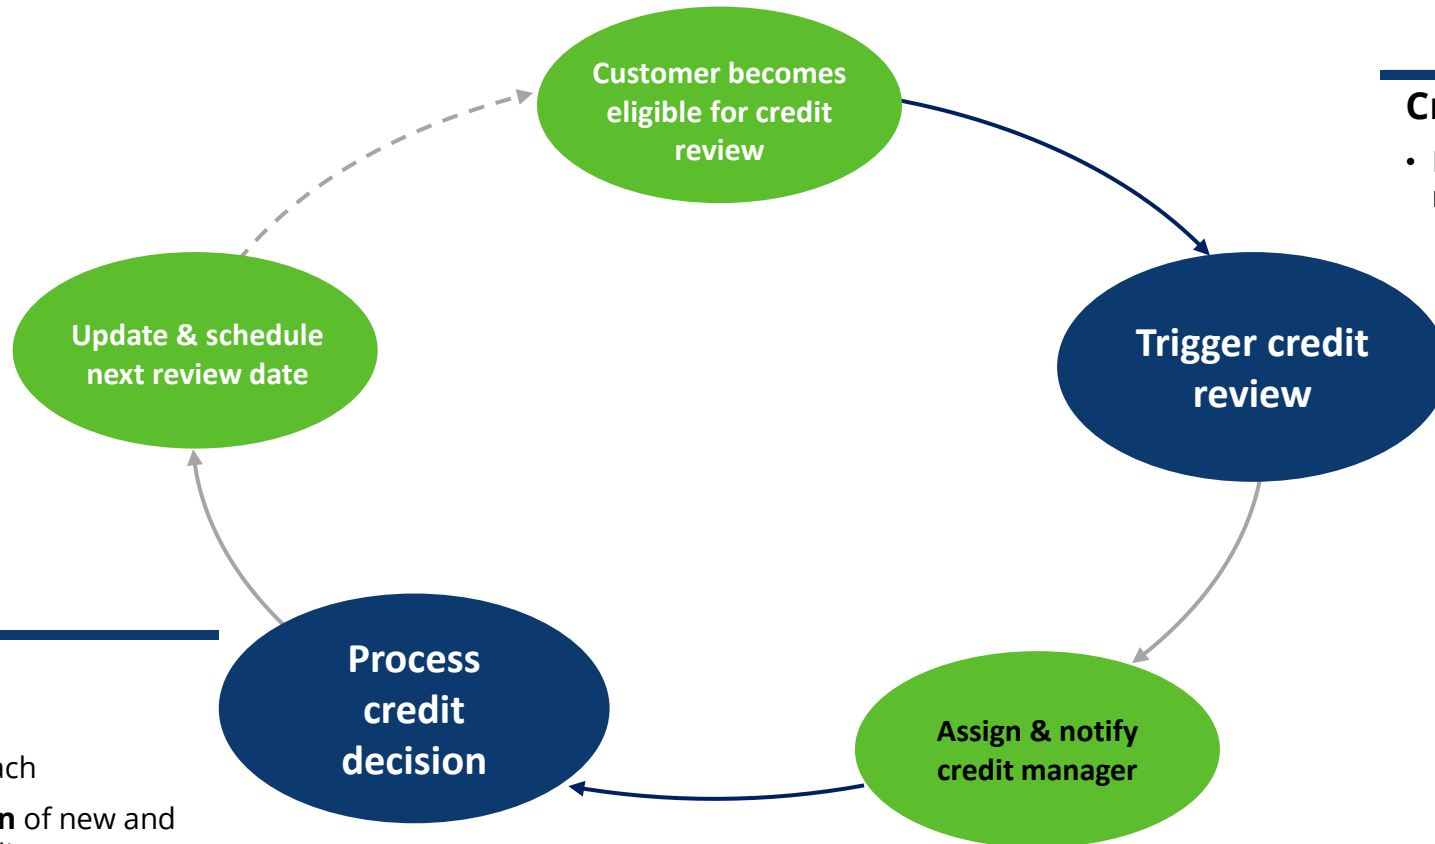 Customer becomes
eligible for credit
review
Trigger credit
review
Assign & notify
credit manager
Process
credit
decision
Update & schedule
next review date
of new and